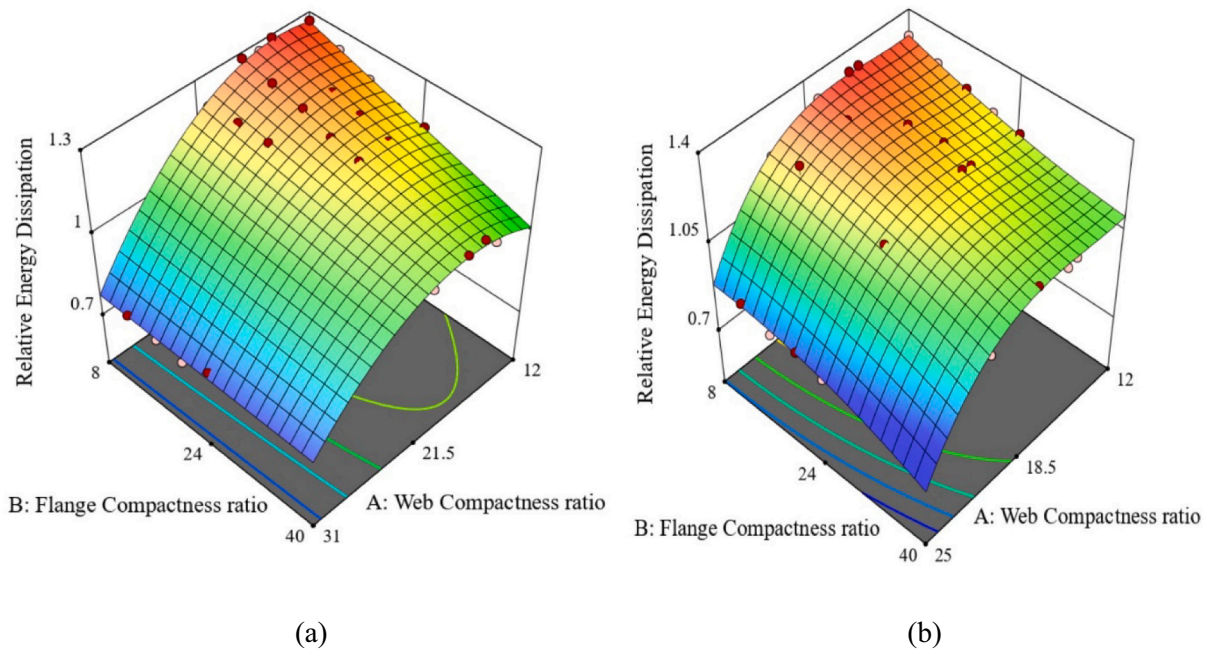 1.3
1
0.7
Relative Energy Dissipation
8
24
40
B: Flange Compactness ratio
31
21.5
12
A: Web Compactness ratio
(a)
1.4
1.05
0.7
Relative Energy Dissipation
8
24
40
B: Flange Compactness ratio
25
18.5
12
A: Web Compactness ratio
(b)